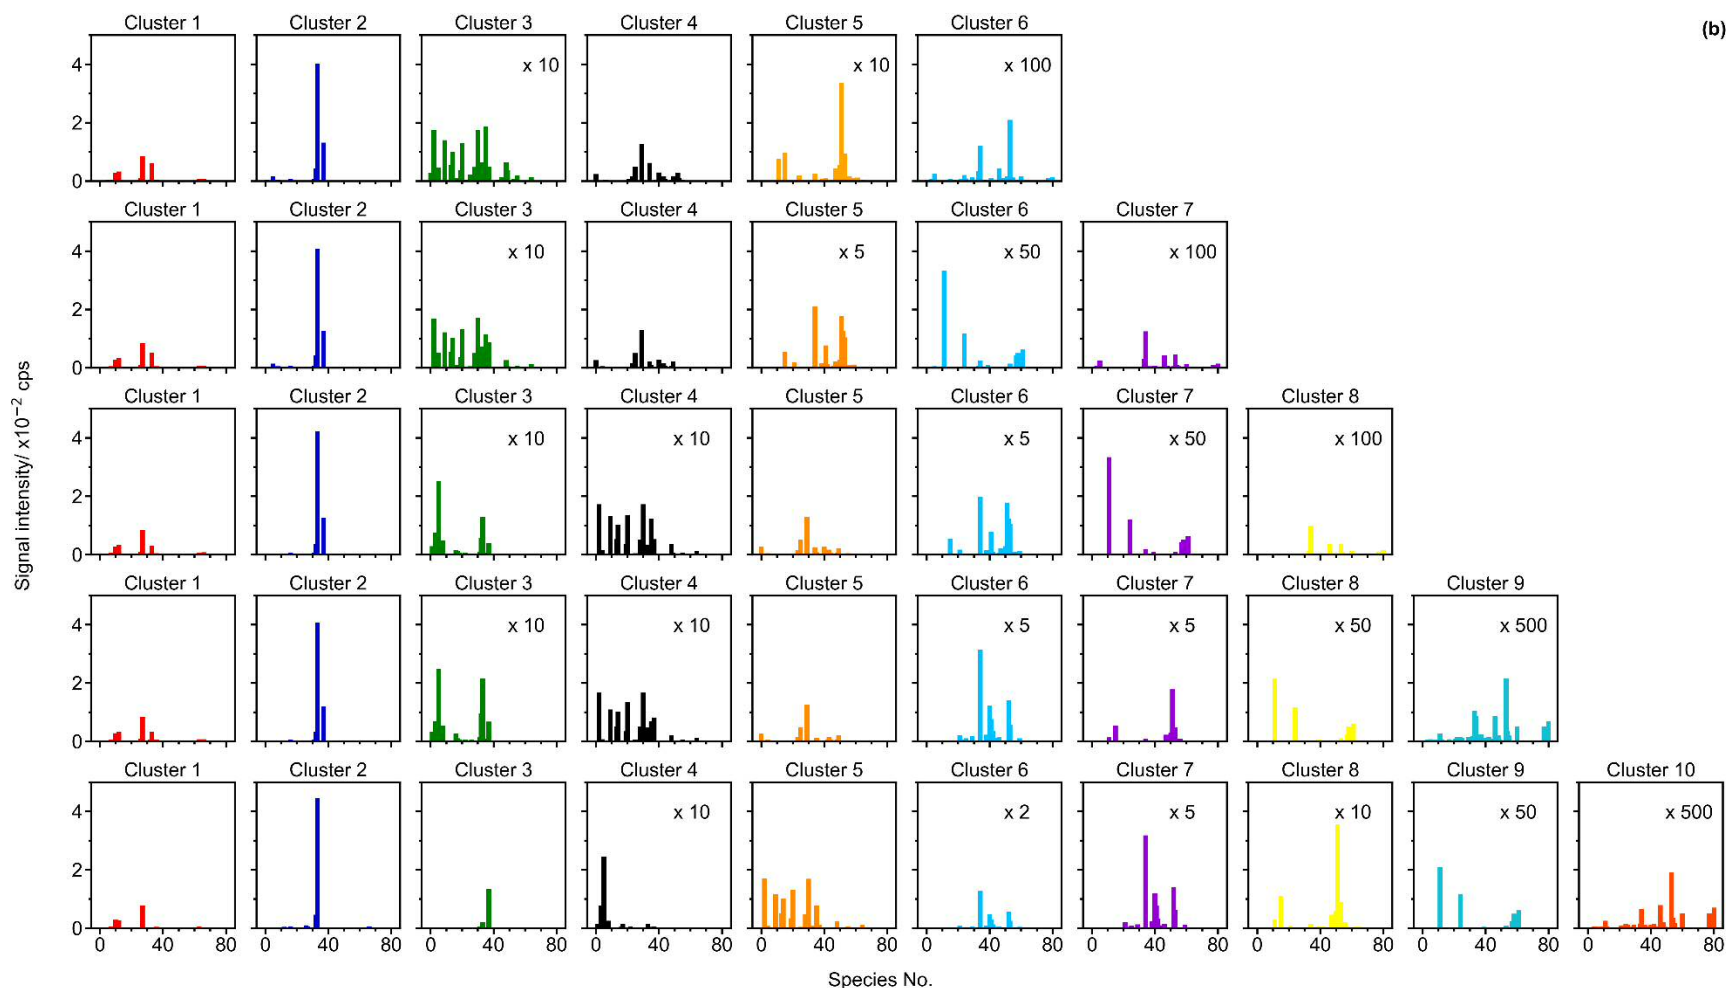 (b)
Cluster 1 Cluster 2 Cluster 3 Cluster 4 Cluster 5 Cluster 6
4 x 10 x 10 x 100
2
0
Cluster 1 Cluster 2 Cluster 3 Cluster 4 Cluster 5 Cluster 6 Cluster 7
4 x 10 x 5 x 50 x 100
2
0
Cluster 1 Cluster 2 Cluster 3 Cluster 4 Cluster 5 Cluster 6 Cluster 7 Cluster 8
4 x 10 x 10 x 5 x 50 x 100
2
0
Cluster 1 Cluster 2 Cluster 3 Cluster 4 Cluster 5 Cluster 6 Cluster 7 Cluster 8 Cluster 9
4 x 10 x 10 x 5 x 5 x 50 x 500
2
0
Cluster 1 Cluster 2 Cluster 3 Cluster 4 Cluster 5 Cluster 6 Cluster 7 Cluster 8 Cluster 9 Cluster 10
4 x 10 x 2 x 5 x 10 x 50 x 500
2
0
0 40 80 0 40 80 0 40 80 0 40 80 0 40 80 0 40 80 0 40 80 0 40 80 0 40 80 0 40 80
Species No.
Signal intensity/ x10⁻² cps